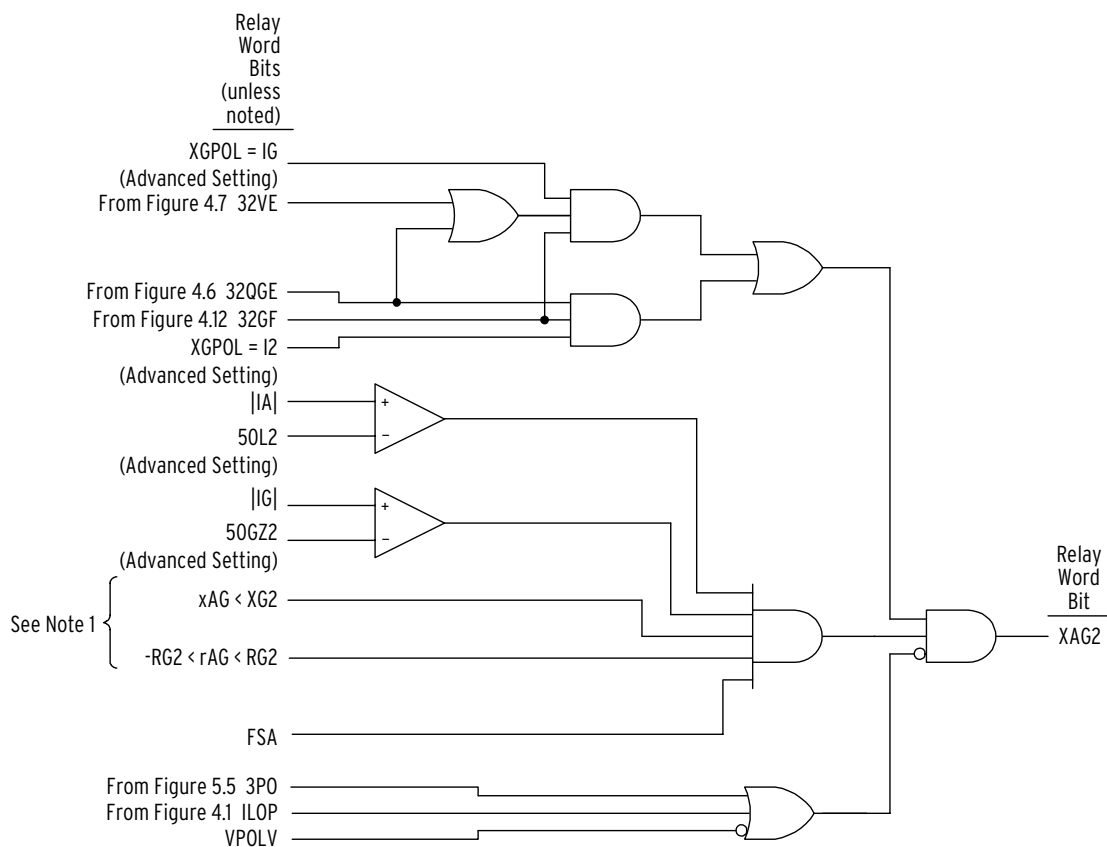 Relay
Word
Bits
(unless
noted)
XGPOL = IG
(Advanced Setting)
From Figure 4.7 32VE
From Figure 4.6 32QGE
From Figure 4.12 32GF
XGPOL = I2
(Advanced Setting)
|IA|
+
50L2
–
(Advanced Setting)
|IG|
+
50GZ2
–
(Advanced Setting)
See Note 1
xAG < XG2
-RG2 < rAG < RG2
Relay
Word
Bit
XAG2
FSA
From Figure 5.5 3PO
From Figure 4.1 ILOP
VPOLV